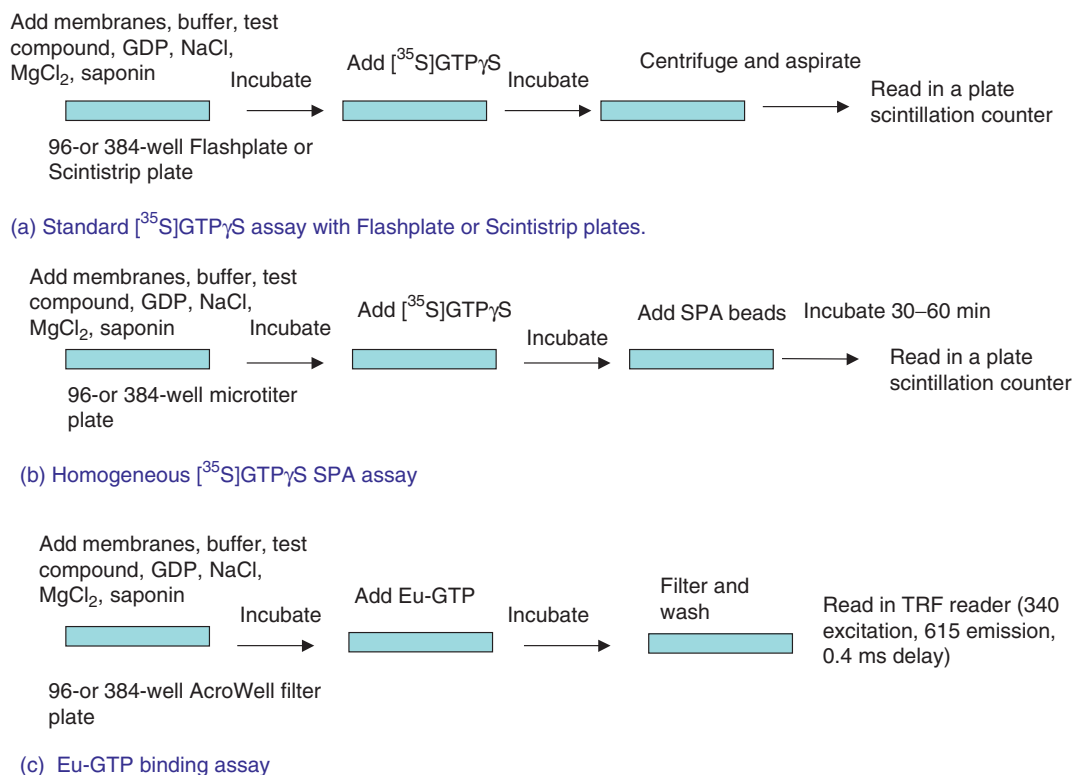 Add membranes, buffer, test
compound, GDP, NaCl,
MgCl₂, saponin
Incubate
Add [³⁵S]GTPγS
Incubate
Centrifuge and aspirate
Read in a plate
scintillation counter
96-or 384-well Flashplate or
Scintistrip plate
(a) Standard [³⁵S]GTPγS assay with Flashplate or Scintistrip plates.
Add membranes, buffer, test
compound, GDP, NaCl,
MgCl₂, saponin
Incubate
Add [³⁵S]GTPγS
Incubate
Add SPA beads
Incubate 30–60 min
Read in a plate
scintillation counter
96-or 384-well microtiter
plate
(b) Homogeneous [³⁵S]GTPγS SPA assay
Add membranes, buffer, test
compound, GDP, NaCl,
MgCl₂, saponin
Incubate
Add Eu-GTP
Incubate
Filter and
wash
Read in TRF reader (340
excitation, 615 emission,
0.4 ms delay)
96-or 384-well AcroWell filter
plate
(c) Eu-GTP binding assay